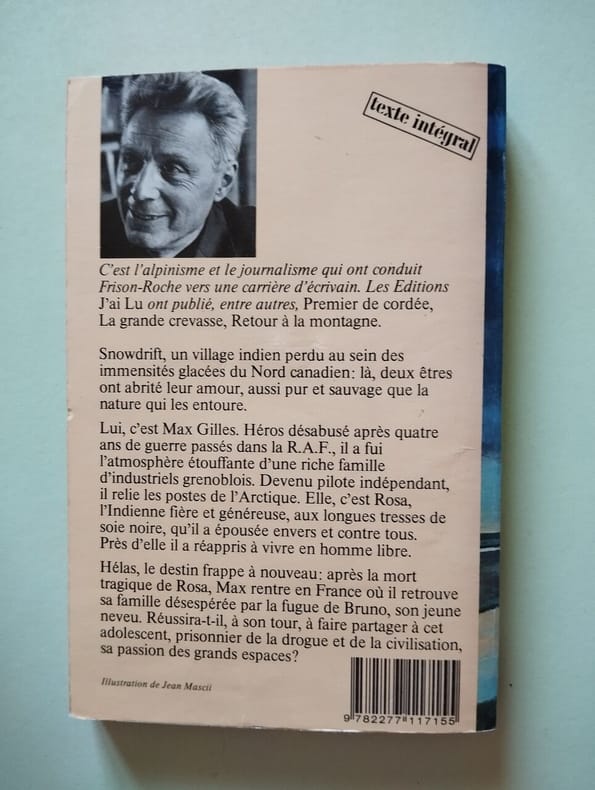 texte intégral
C'est l'alpinisme et le journalisme qui ont conduit
Frison-Roche vers une carrière d'écrivain. Les Editions
J'ai Lu ont publié, entre autres, Premier de cordée,
La grande crevasse, Retour à la montagne.
Snowdrift, un village indien perdu au sein des
immensités glacées du Nord canadien: là, deux êtres
ont abrité leur amour, aussi pur et sauvage que la
nature qui les entoure.
Lui, c'est Max Gilles. Héros désabusé après quatre
ans de guerre passés dans la R.A.F., il a fui
l'atmosphère étouffante d'une riche famille
d'industriels grenoblois. Devenu pilote indépendant,
il relie les postes de l'Arctique. Elle, c'est Rosa,
l'Indienne fière et généreuse, aux longues tresses de
soie noire, qu'il a épousée envers et contre tous.
Près d'elle il a réappris à vivre en homme libre.
Hélas, le destin frappe à nouveau: après la mort
tragique de Rosa, Max rentre en France où il retrouve
sa famille désespérée par la fugue de Bruno, son jeune
neveu. Réussira-t-il, à son tour, à faire partager à cet
adolescent, prisonnier de la drogue et de la civilisation,
sa passion des grands espaces?
Illustration de Jean Mascii
9 782277 117155